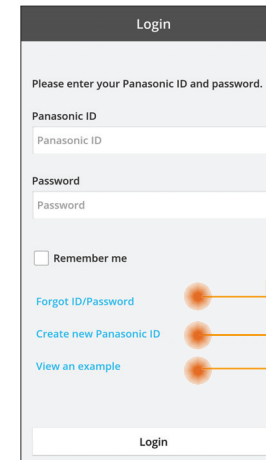 Login
Please enter your Panasonic ID and password.
Panasonic ID
Panasonic ID
Password
Password
Remember me
Forgot ID/Password
Create new Panasonic ID
View an example
Login